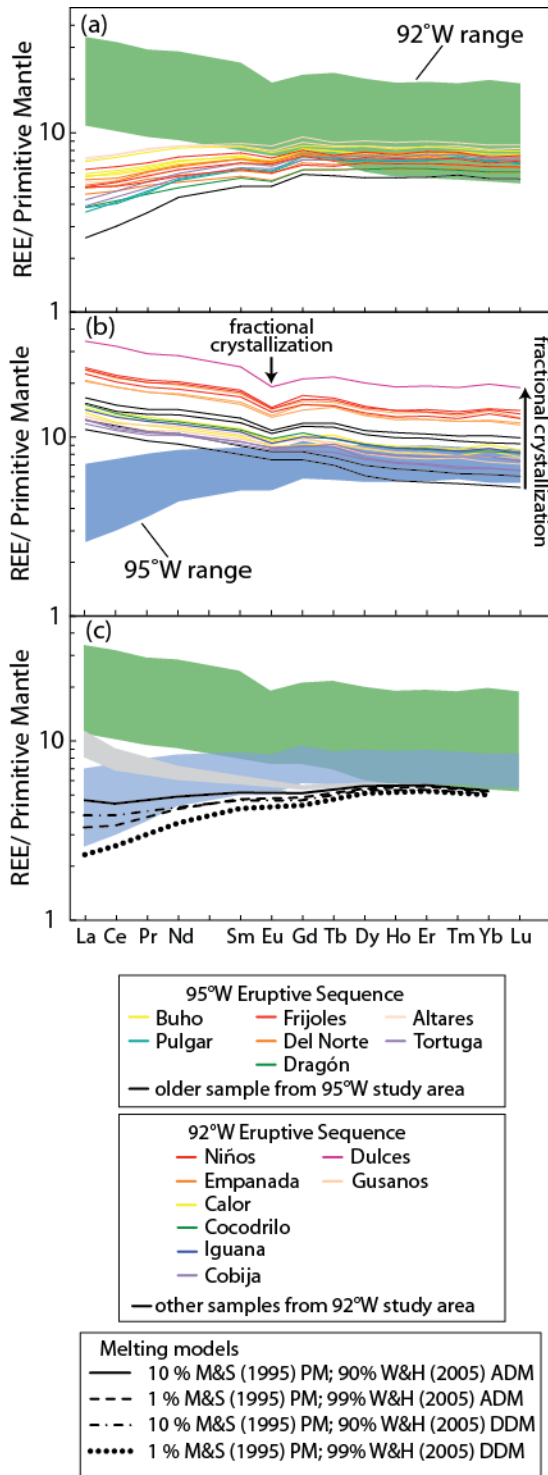 (a)
92°W range
10
REE/ Primitive Mantle
1
(b)
fractional
crystallization
fractional crystallization
10
REE/ Primitive Mantle
95°W range
1
(c)
10
REE/ Primitive Mantle
1
La Ce Pr Nd Sm Eu Gd Tb Dy Ho Er Tm Yb Lu
95°W Eruptive Sequence
Buho Frijoles Altares
Pulgar Del Norte Tortuga
Dragón
older sample from 95°W study area
92°W Eruptive Sequence
Niños Dulces
Empanada Gusanos
Calor
Cocodrilo
Iguana
Cobija
other samples from 92°W study area
Melting models
10 % M&S (1995) PM; 90% W&H (2005) ADM
1 % M&S (1995) PM; 99% W&H (2005) ADM
10 % M&S (1995) PM; 90% W&H (2005) DDM
1 % M&S (1995) PM; 99% W&H (2005) DDM